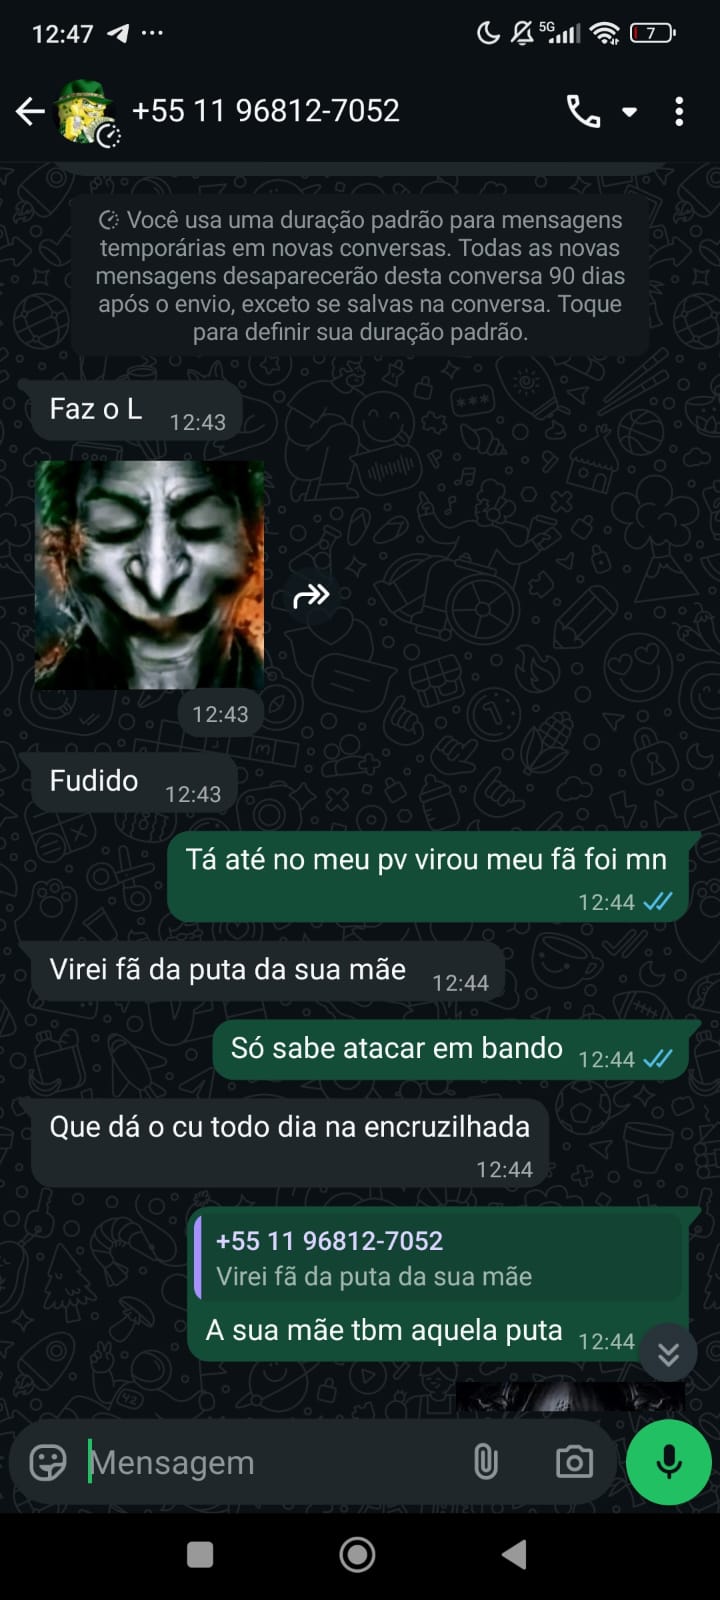 12:47
5G
7
+55 11 96812-7052
Você usa uma duração padrão para mensagens
temporárias em novas conversas. Todas as novas
mensagens desaparecerão desta conversa 90 dias
após o envio, exceto se salvas na conversa. Toque
para definir sua duração padrão.
Faz o L 12:43
12:43
Fudido 12:43
Tá até no meu pv virou meu fã foi mn
12:44
Virei fã da puta da sua mãe 12:44
Só sabe atacar em bando 12:44
Que dá o cu todo dia na encruzilhada
12:44
+55 11 96812-7052
Virei fã da puta da sua mãe
A sua mãe tbm aquela puta 12:44
Mensagem